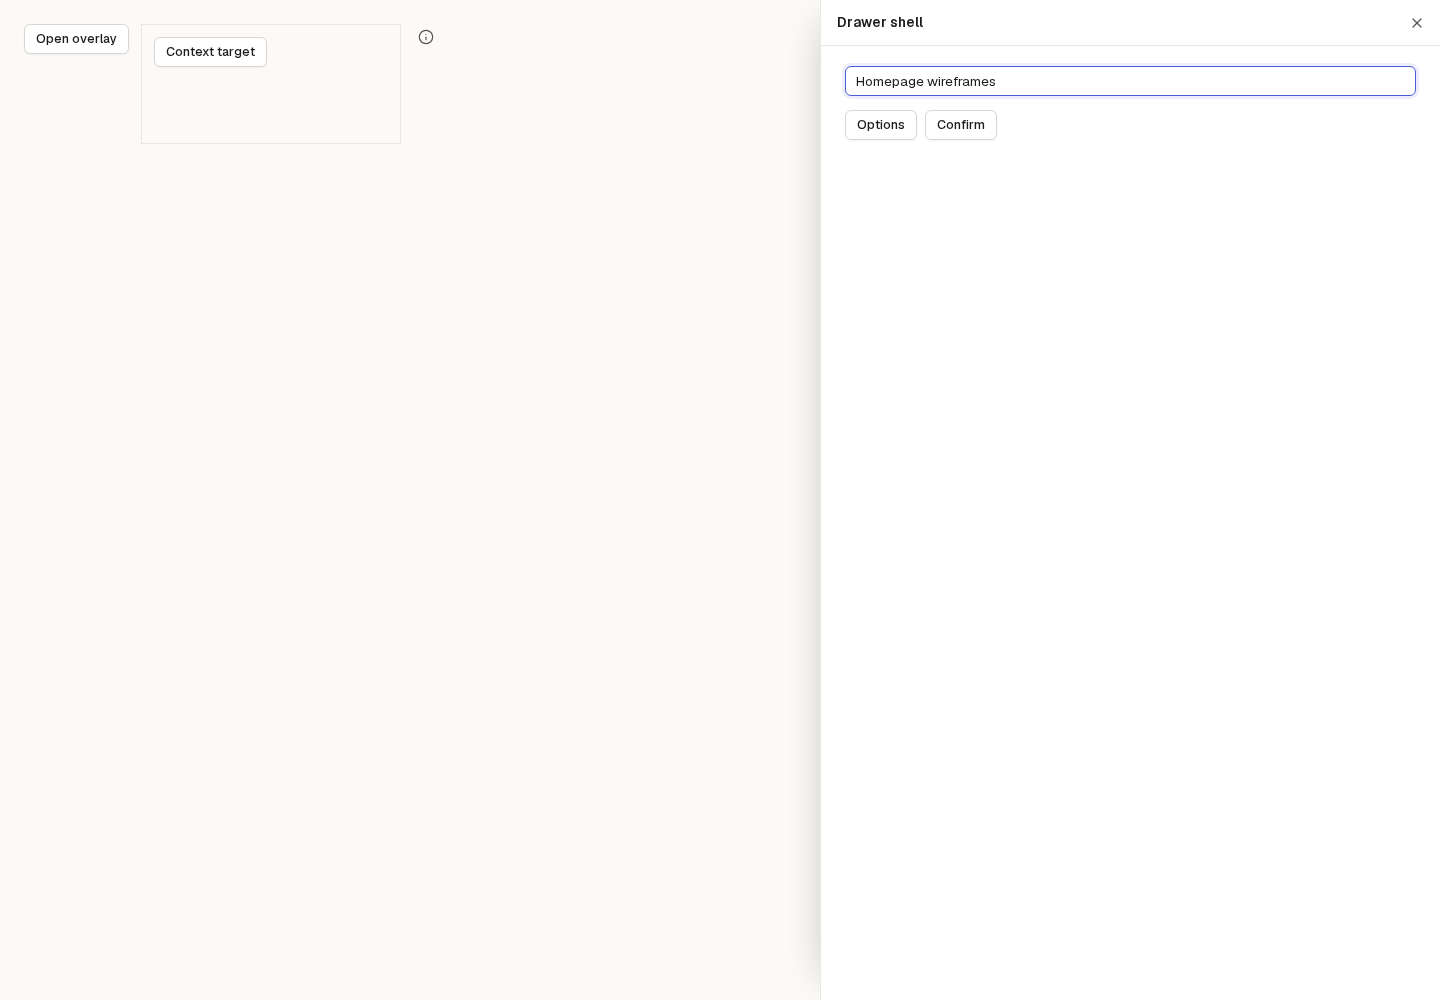 Open overlay
Context target
Drawer shell
Homepage wireframes
Options
Confirm